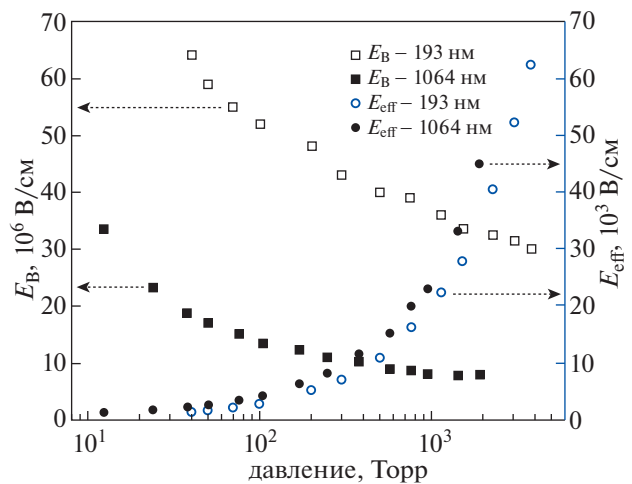 70
60
50
40
30
20
10
0
E_B, 10^6 В/см
□ E_B – 193 нм
■ E_B – 1064 нм
○ E_eff – 193 нм
● E_eff – 1064 нм
70
60
50
40
30
20
10
0
E_eff, 10^3 В/см
10^1 10^2 10^3
давление, Торр